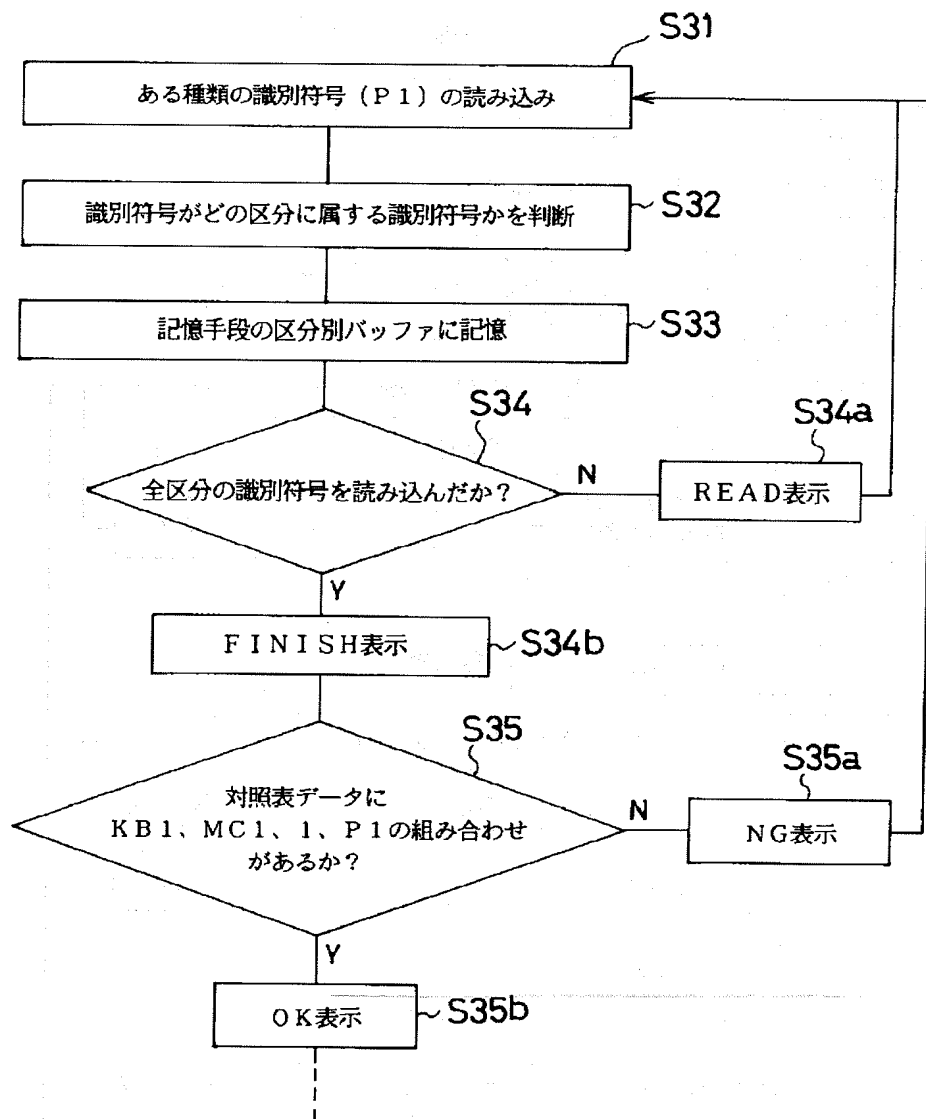 S31
ある種類の識別符号（Ｐ１）の読み込み
識別符号がどの区分に属する識別符号かを判断
S32
記憶手段の区分別バッファに記憶
S33
S34
全区分の識別符号を読み込んだか？
N
S34a
ＲＥＡＤ表示
Y
ＦＩＮＩＳＨ表示
S34b
S35
対照表データに
ＫＢ１、ＭＣ１、１、Ｐ１の組み合わせ
があるか？
N
S35a
ＮＧ表示
Y
ＯＫ表示
S35b